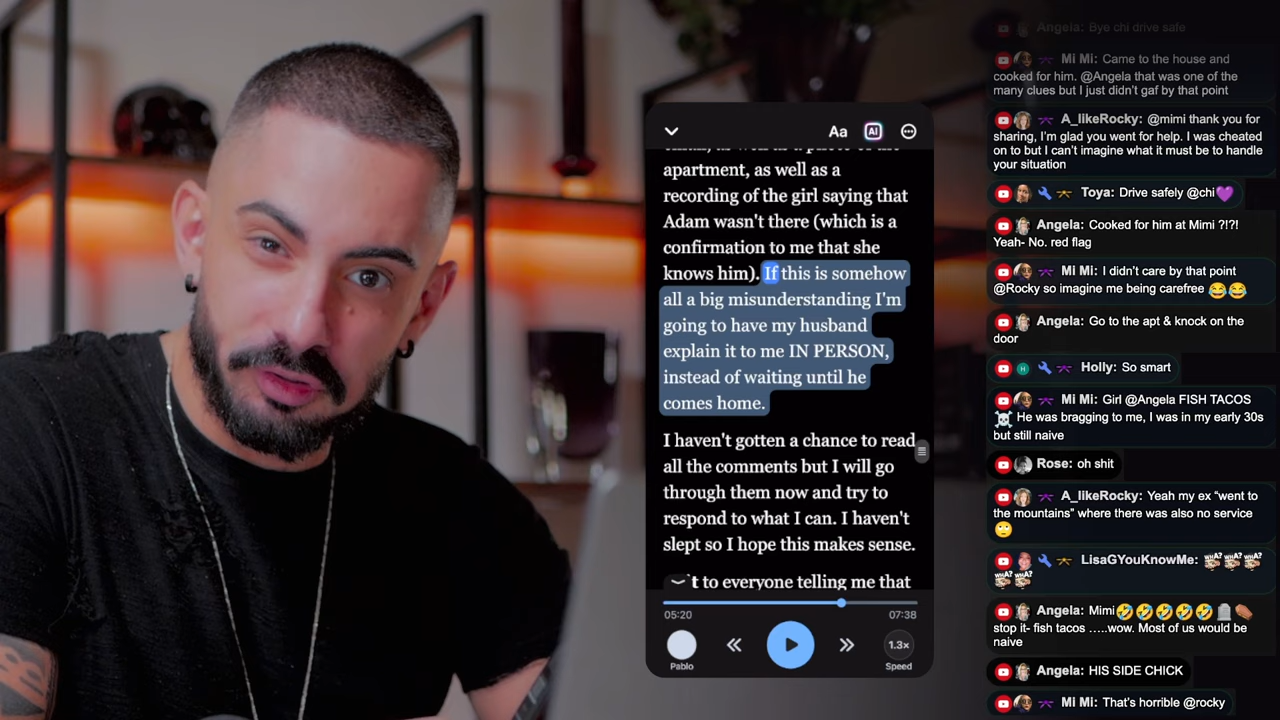 Aa
AI
apartment, as well as a
recording of the girl saying that
Adam wasn't there (which is a
confirmation to me that she
knows him). If this is somehow
all a big misunderstanding I'm
going to have my husband
explain it to me IN PERSON,
instead of waiting until he
comes home.
I haven't gotten a chance to read
all the comments but I will go
through them now and try to
respond to what I can. I haven't
slept so I hope this makes sense.
't to everyone telling me that
05:20
07:38
Pablo
1.3×
Speed
Angela: Bye chi drive safe
Mi Mi: Came to the house and
cooked for him. @Angela that was one of the
many clues but I just didn't gaf by that point
A_likeRocky: @mimi thank you for
sharing, I'm glad you went for help. I was cheated
on to but I can't imagine what it must be to handle
your situation
Toya: Drive safely @chi💜
Angela: Cooked for him at Mimi ?!?!
Yeah- No. red flag
Mi Mi: I didn't care by that point
@Rocky so imagine me being carefree 😂😂
Angela: Go to the apt & knock on the
door
H
Holly: So smart
Mi Mi: Girl @Angela FISH TACOS
☠️ He was bragging to me, I was in my early 30s
but still naive
Rose: oh shit
A_likeRocky: Yeah my ex “went to
the mountains” where there was also no service
🙄
LisaGYouKnowMe: WHA? WHA? WHA?
WHA? WHA?
Angela: Mimi🤣🤣🤣🤣🤣🪦⚰️
stop it- fish tacos …..wow. Most of us would be
naive
Angela: HIS SIDE CHICK
Mi Mi: That's horrible @rocky